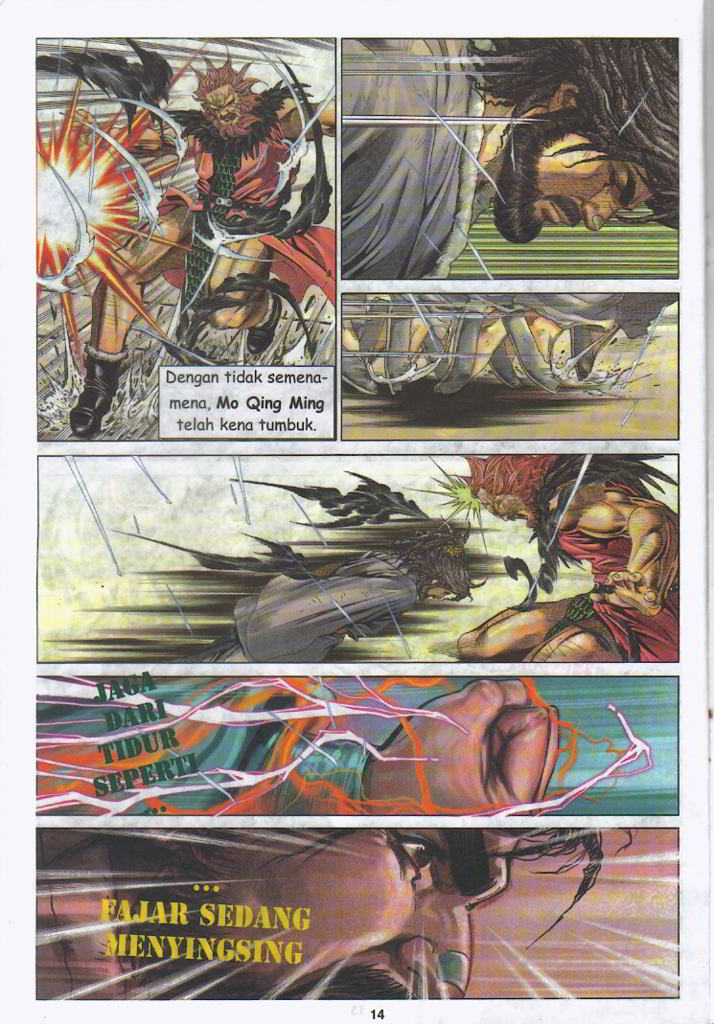 Dengan tidak semena-
mena, Mo Qing Ming
telah kena tumbuk.
JAGA
DARI
TIDUR
SEPERTI
...
...
FAJAR SEDANG
MENYINGSING
14